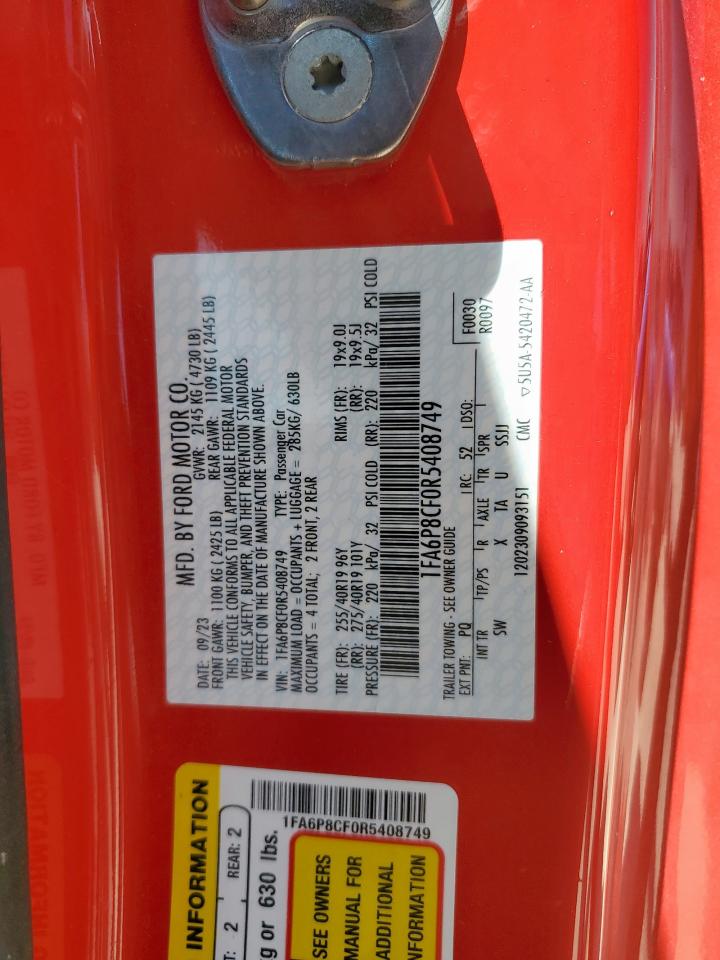 MFD. BY FORD MOTOR CO.
DATE: 09/23 GVWR: 2145 KG ( 4730 LB)
FRONT GAWR: 1100 KG ( 2425 LB) REAR GAWR: 1109 KG ( 2445 LB)
THIS VEHICLE CONFORMS TO ALL APPLICABLE FEDERAL MOTOR
VEHICLE SAFETY, BUMPER, AND THEFT PREVENTION STANDARDS
IN EFFECT ON THE DATE OF MANUFACTURE SHOWN ABOVE.
VIN: 1FA6P8CF0R5408749 TYPE: Passenger Car
MAXIMUM LOAD = OCCUPANTS + LUGGAGE = 285KG/ 630LB
OCCUPANTS = 4 TOTAL; 2 FRONT, 2 REAR
TIRE (FR): 255/40R19 96Y RIMS (FR): 19x9.0J
(RR): 275/40R19 101Y (RR): 19x9.5J
PRESSURE (FR): 220 kPa/ 32 PSI COLD (RR): 220 kPa/ 32 PSI COLD
1FA6P8CF0R5408749
TRAILER TOWING - SEE OWNER GUIDE
F0030
EXT PNT: PQ RC: 52 DSO: R0097
INT TR TP/PS R AXLE TR SPR
SW X TA U SSJJ
1202309093151 CMC ▽5U5A-5420472-AA
INFORMATION
: 2 REAR: 2
kg or 630 lbs.
1FA6P8CF0R5408749
SEE OWNERS
MANUAL FOR
ADDITIONAL
INFORMATION